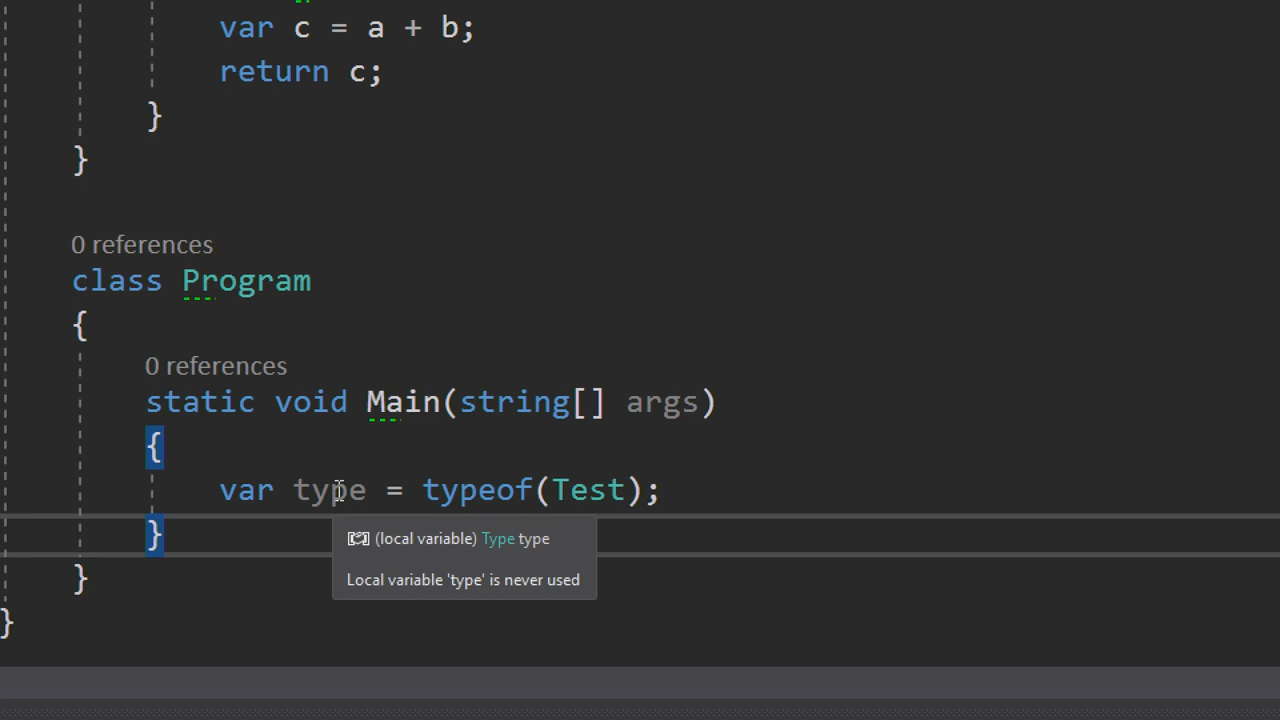 var c = a + b;
return c;
}
}
0 references
class Program
{
0 references
static void Main(string[] args)
{
var type = typeof(Test);
}
(local variable) Type type
Local variable 'type' is never used
}
}